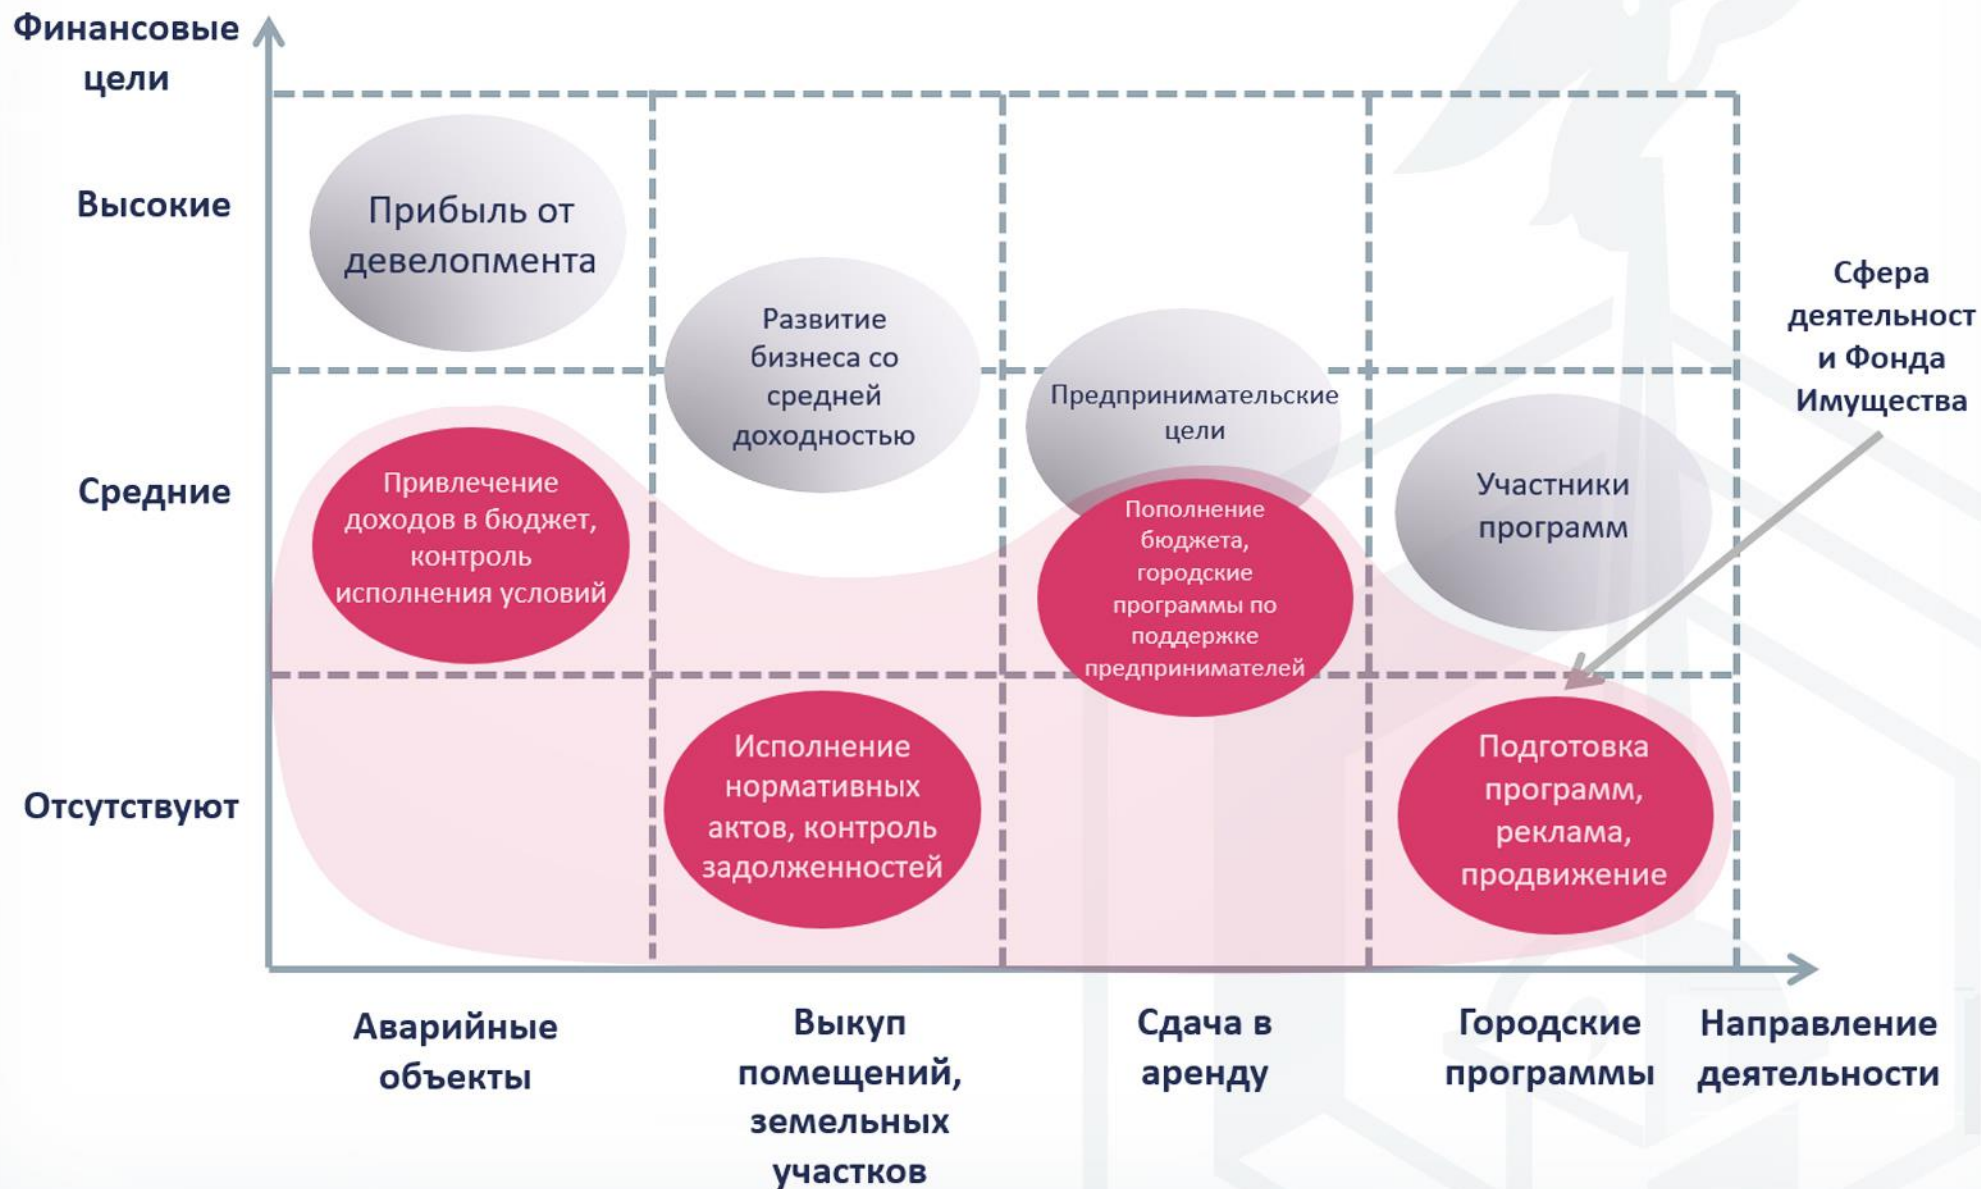 Финансовые
цели
Высокие
Прибыль от
девелопмента
Развитие
бизнеса со
средней
доходностью
Предпринимательские
цели
Сфера
деятельност
и Фонда
Имущества
Средние
Привлечение
доходов в бюджет,
контроль
исполнения условий
Пополнение
бюджета,
городские
программы по
поддержке
предпринимателей
Участники
программ
Отсутствуют
Исполнение
нормативных
актов, контроль
задолженностей
Подготовка
программ,
реклама,
продвижение
Аварийные
объекты
Выкуп
помещений,
земельных
участков
Сдача в
аренду
Городские
программы
Направление
деятельности